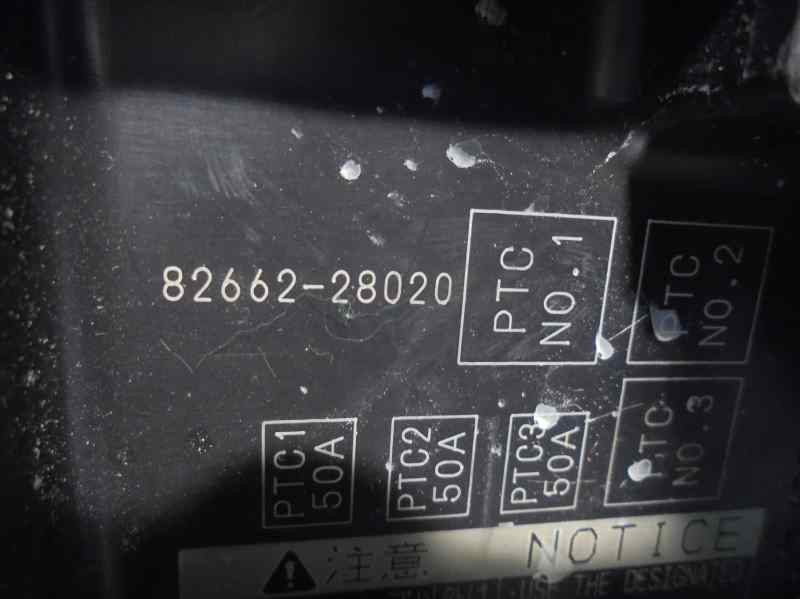 82662-28020
PTC
NO.1
PTC
NO.2
PTC1
50A
PTC2
50A
PTC3
50A
PTC
NO.3
注意 NOTICE
USE THE DESIGNATED